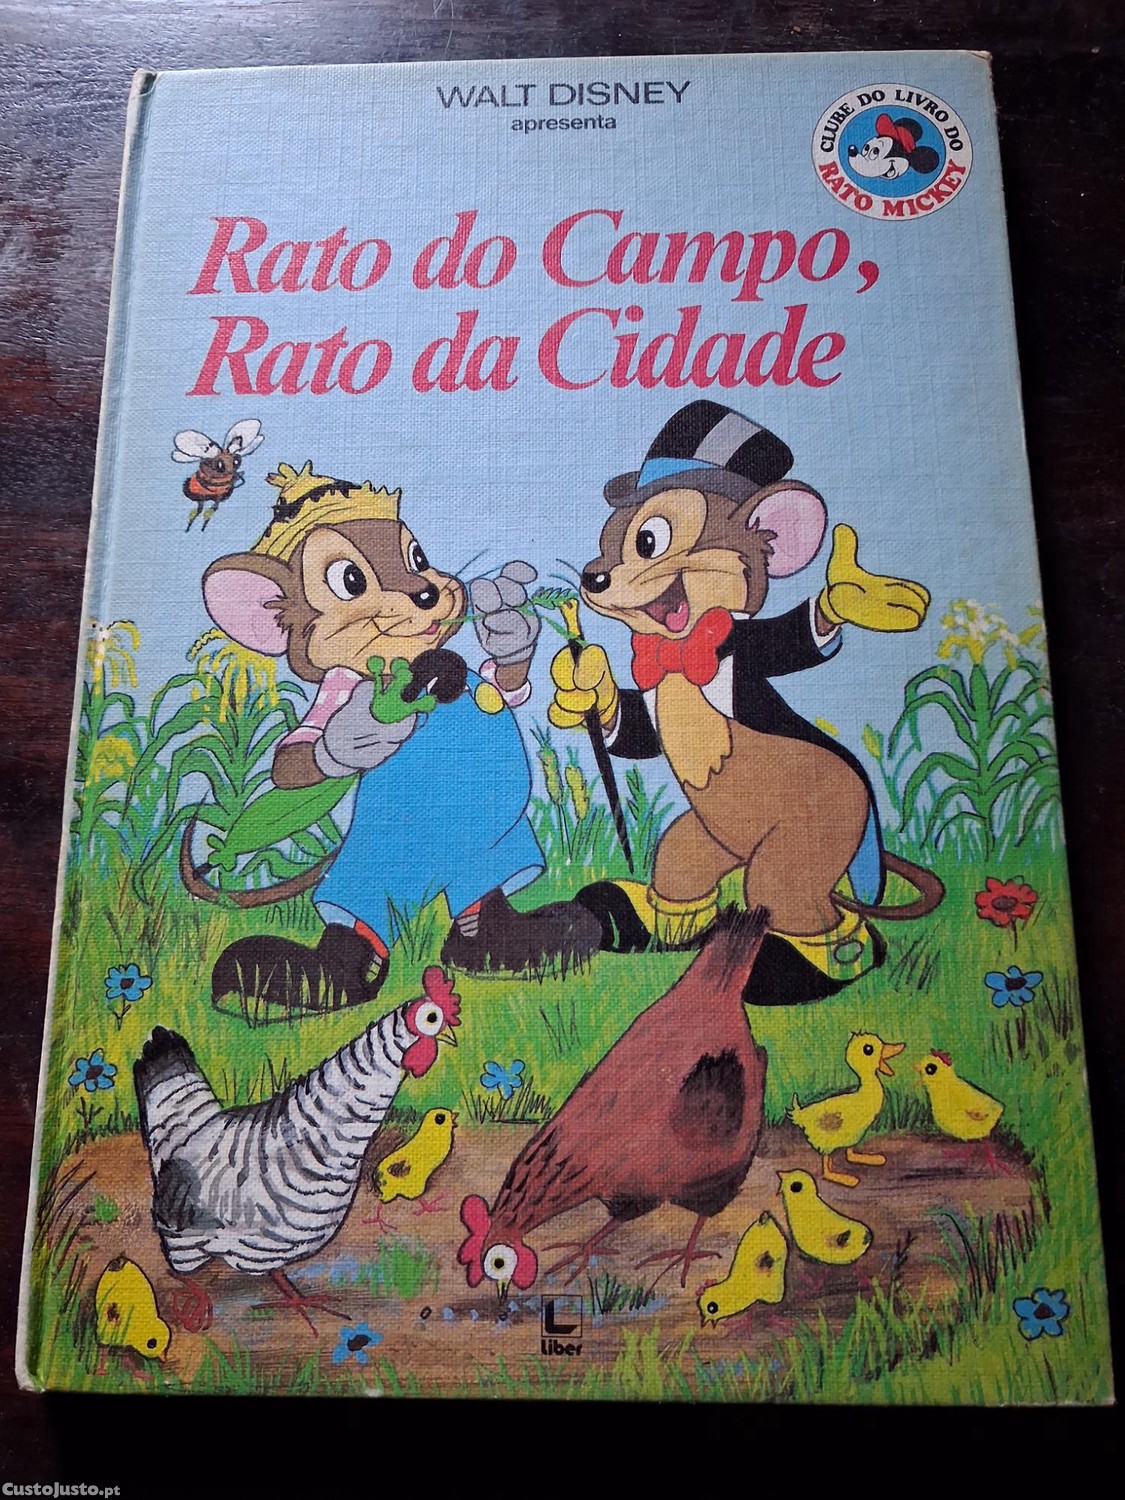 WALT DISNEY
apresenta
CLUBE DO LIVRO DO
RATO MICKEY
Rato do Campo,
Rato da Cidade
L
liber
CustoJusto.pt